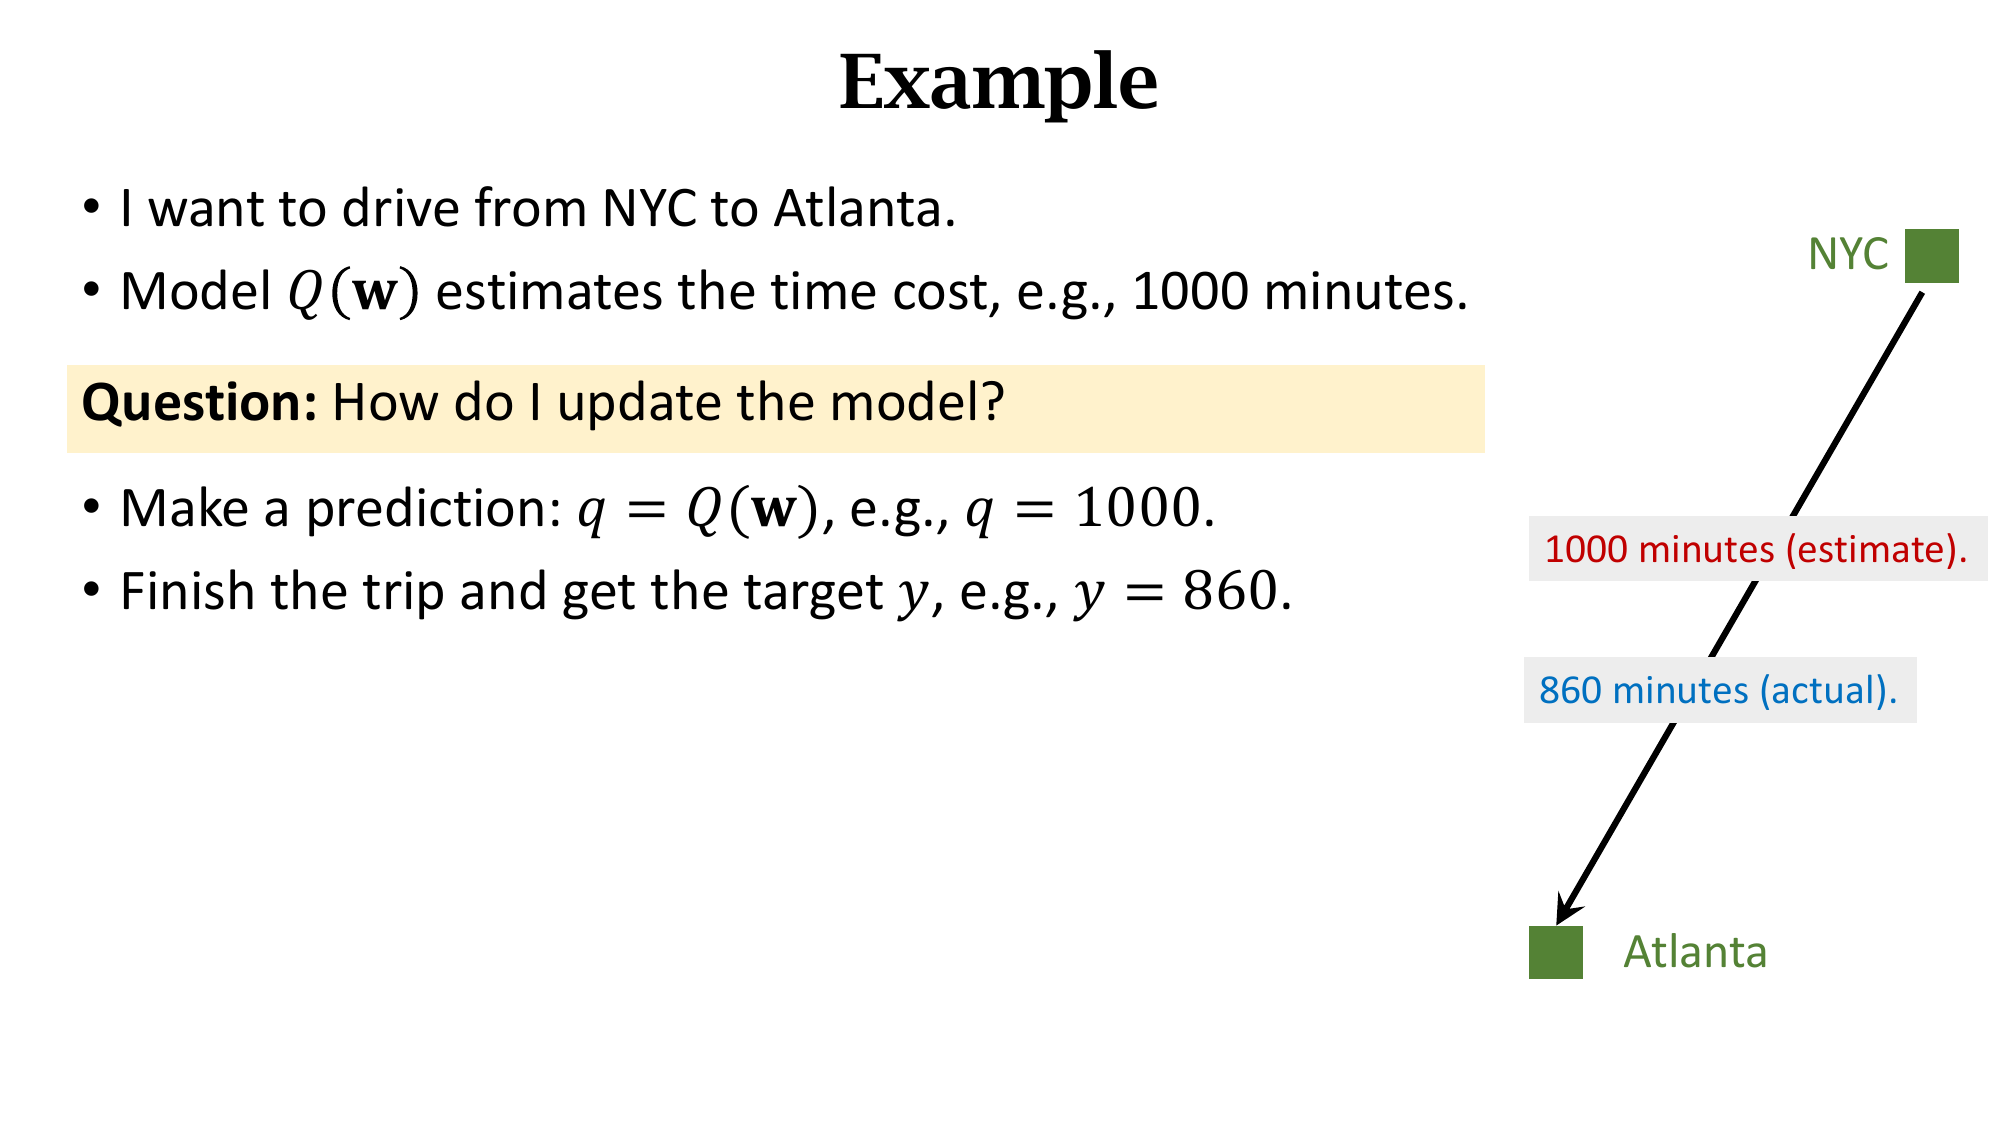 Example
• I want to drive from NYC to Atlanta.
• Model 𝑄(𝐰) estimates the time cost, e.g., 1000 minutes.
Question: How do I update the model?
• Make a prediction: 𝑞 = 𝑄(𝐰), e.g., 𝑞 = 1000.
• Finish the trip and get the target 𝑦, e.g., 𝑦 = 860.
NYC
1000 minutes (estimate).
860 minutes (actual).
Atlanta